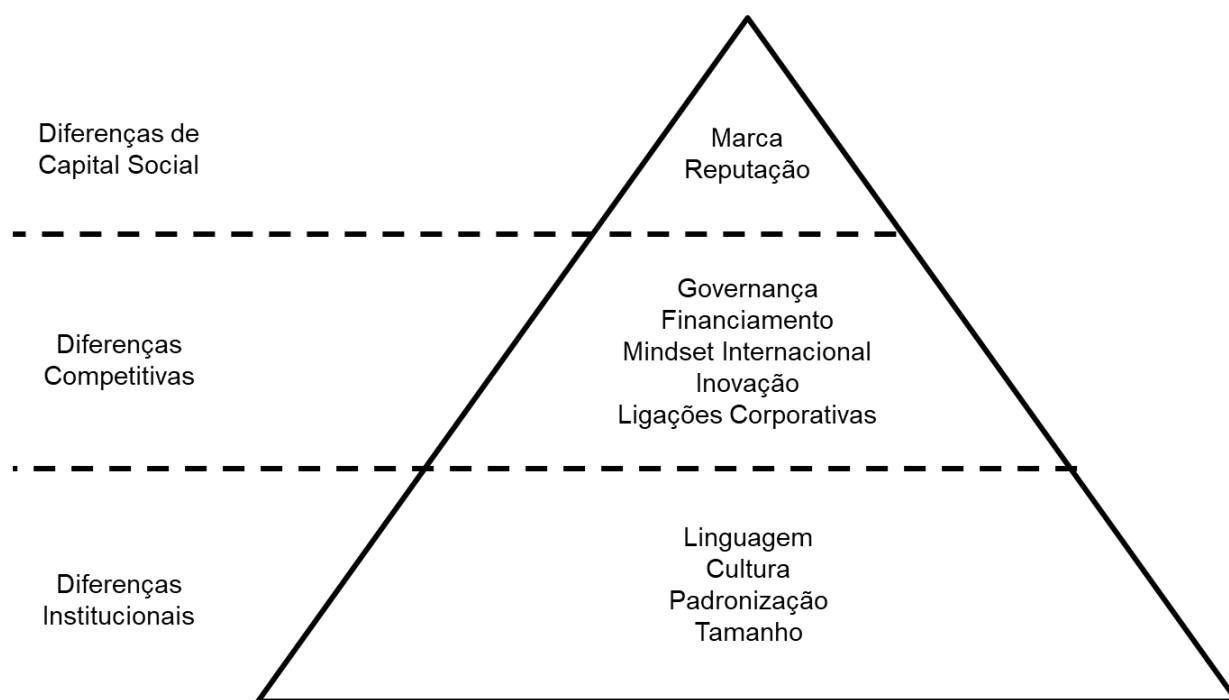 Diferenças de
Capital Social
Marca
Reputação
Diferenças
Competitivas
Governança
Financiamento
Mindset Internacional
Inovação
Ligações Corporativas
Diferenças
Institucionais
Linguagem
Cultura
Padronização
Tamanho